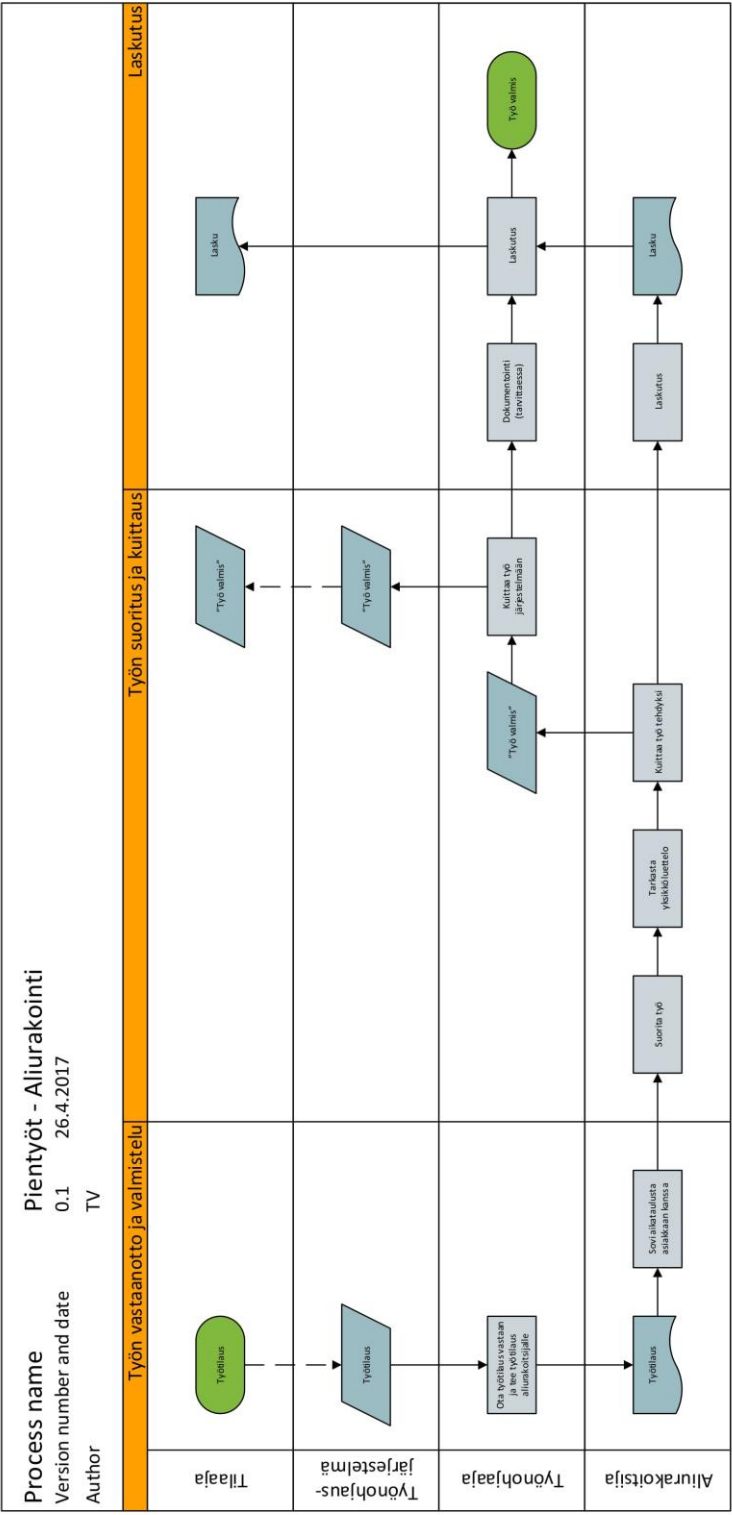 Process name Pientyöt - Aliurakointi
Version number and date 0.1 26.4.2017
Author TV
Työn vastaanotto ja valmistelu
Työn suoritus ja kuittaus
Laskutus
Tilaaja
Työtilaus
"Työ valmis"
Lasku
Työnohjaus-
järjestelmä
Työtilaus
"Työ valmis"
Työnohjaaja
Ota työtilaus vastaan
ja tee työtilaus
aliurakoitsijalle
"Työ valmis"
Kuittaa työ
järjestelmään
Dokumentointi
(tarvittaessa)
Laskutus
Työ valmis
Aliurakoitsija
Työtilaus
Sovi aikataulusta
asiakkaan kanssa
Suorita työ
Tarkasta
yksikköluettelo
Kuittaa työ tehdyksi
Laskutus
Lasku